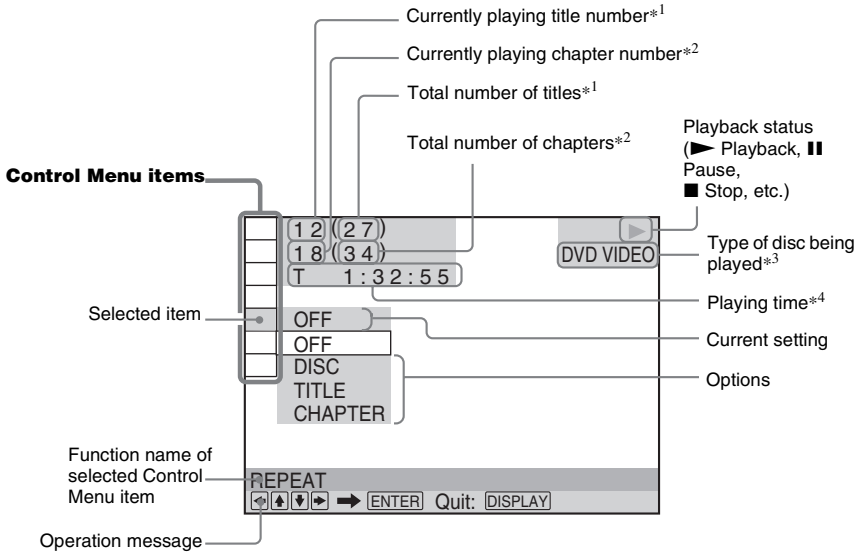 Currently playing title number*1
Currently playing chapter number*2
Total number of titles*1
Total number of chapters*2
Playback status
(► Playback, ▮▮
Pause,
■ Stop, etc.)
Control Menu items
12(27)
18(34)
T 1:32:55
▶
DVD VIDEO
Type of disc being
played*3
Playing time*4
Selected item
OFF
Current setting
OFF
DISC
TITLE
CHAPTER
Options
Function name of
selected Control
Menu item
REPEAT
←↑↓→ ➡ ENTER Quit: DISPLAY
Operation message